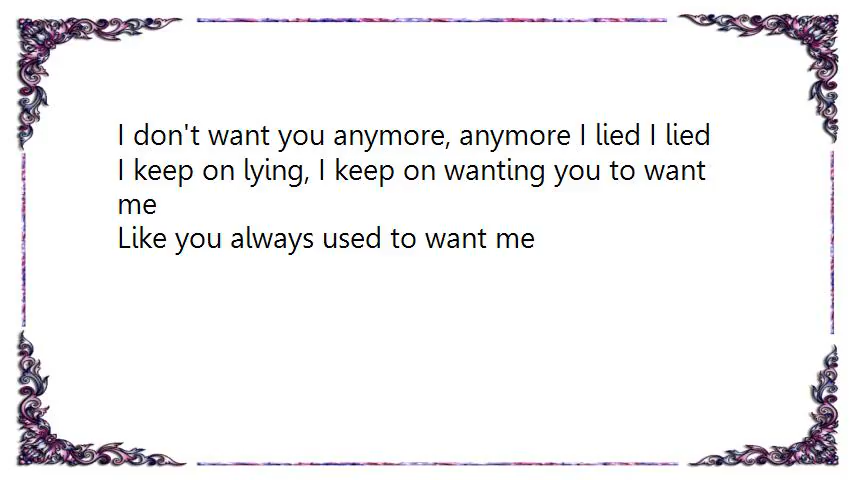 I don't want you anymore, anymore I lied I lied
I keep on lying, I keep on wanting you to want
me
Like you always used to want me